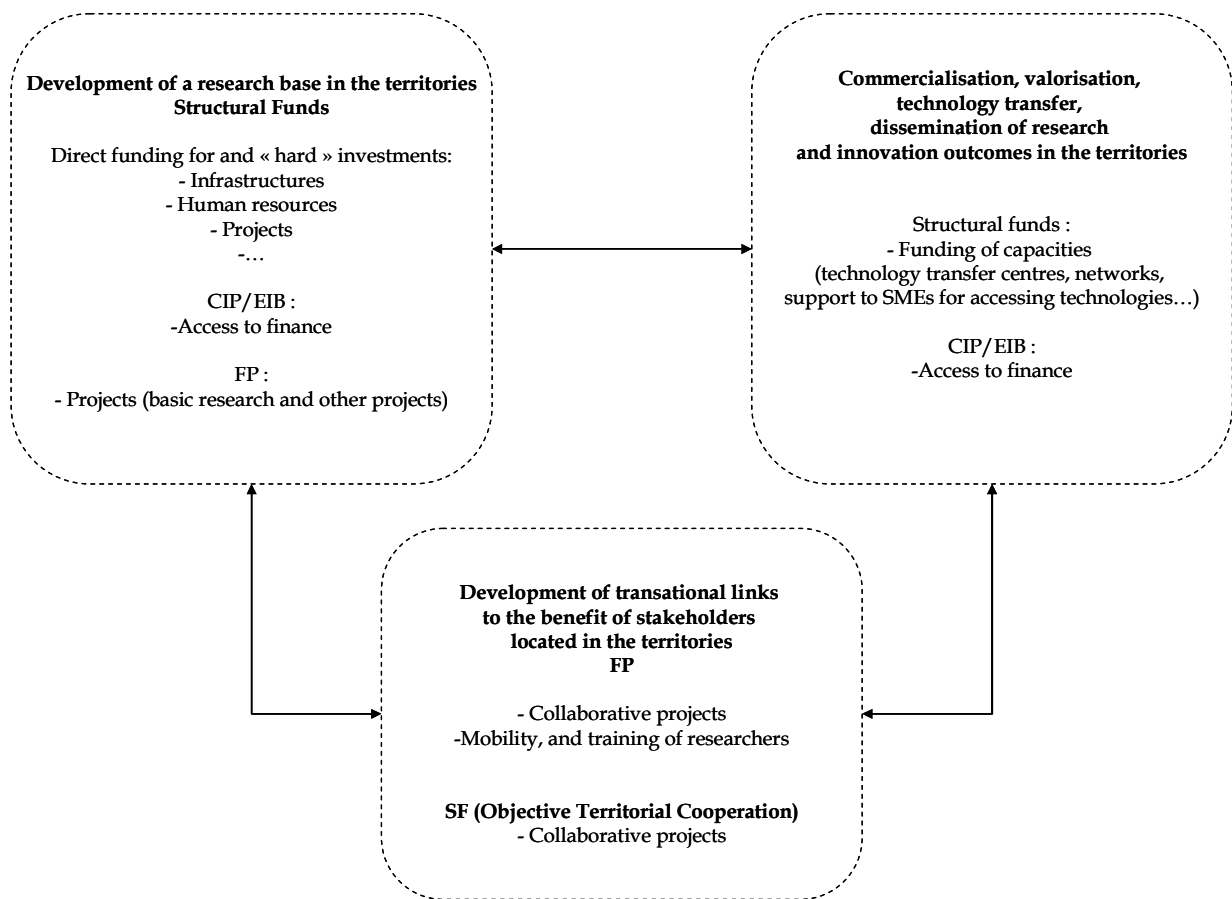 Development of a research base in the territories
Structural Funds
Direct funding for and « hard » investments:
- Infrastructures
- Human resources
- Projects
-…
CIP/EIB :
-Access to finance
FP :
- Projects (basic research and other projects)
Commercialisation, valorisation,
technology transfer,
dissemination of research
and innovation outcomes in the territories
Structural funds :
- Funding of capacities
(technology transfer centres, networks,
support to SMEs for accessing technologies…)
CIP/EIB :
-Access to finance
Development of transational links
to the benefit of stakeholders
located in the territories
FP
- Collaborative projects
-Mobility, and training of researchers
SF (Objective Territorial Cooperation)
- Collaborative projects